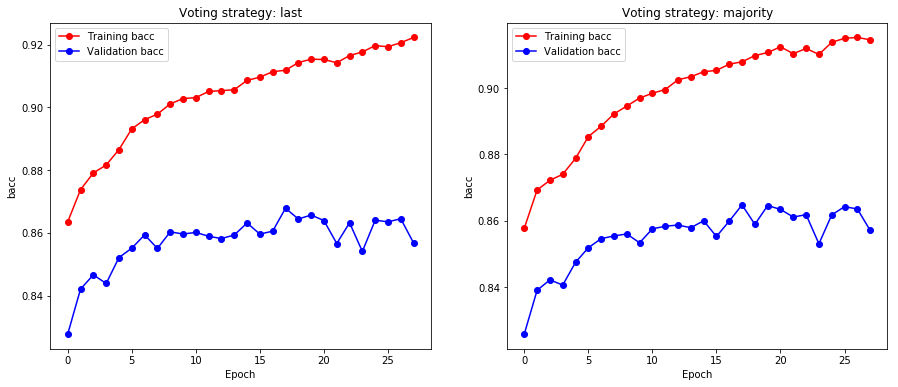 Voting strategy: last
Training bacc
Validation bacc
0.92
0.90
0.88
0.86
0.84
bacc
0 5 10 15 20 25
Epoch
Voting strategy: majority
Training bacc
Validation bacc
0.90
0.88
0.86
0.84
bacc
0 5 10 15 20 25
Epoch